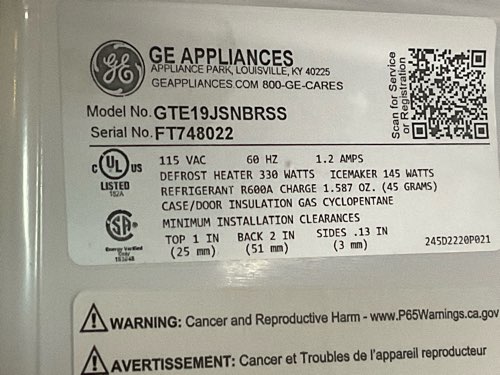 GE APPLIANCES
APPLIANCE PARK, LOUISVILLE, KY 40225
GEAPPLIANCES.COM 800-GE-CARES
Scan for Service
or Registration
Model No. GTE19JSNBRSS
Serial No. FT748022
C UL US
LISTED
115 VAC 60 HZ 1.2 AMPS
DEFROST HEATER 330 WATTS ICEMAKER 145 WATTS
REFRIGERANT R600A CHARGE 1.587 OZ. (45 GRAMS)
CASE/DOOR INSULATION GAS CYCLOPENTANE
MINIMUM INSTALLATION CLEARANCES
TOP 1 IN BACK 2 IN SIDES .13 IN
(25 mm) (51 mm) (3 mm)
245D2220P021
Energy Verified
WARNING: Cancer and Reproductive Harm - www.P65Warnings.ca.gov
AVERTISSEMENT: Cancer et Troubles de l'appareil reproducteur